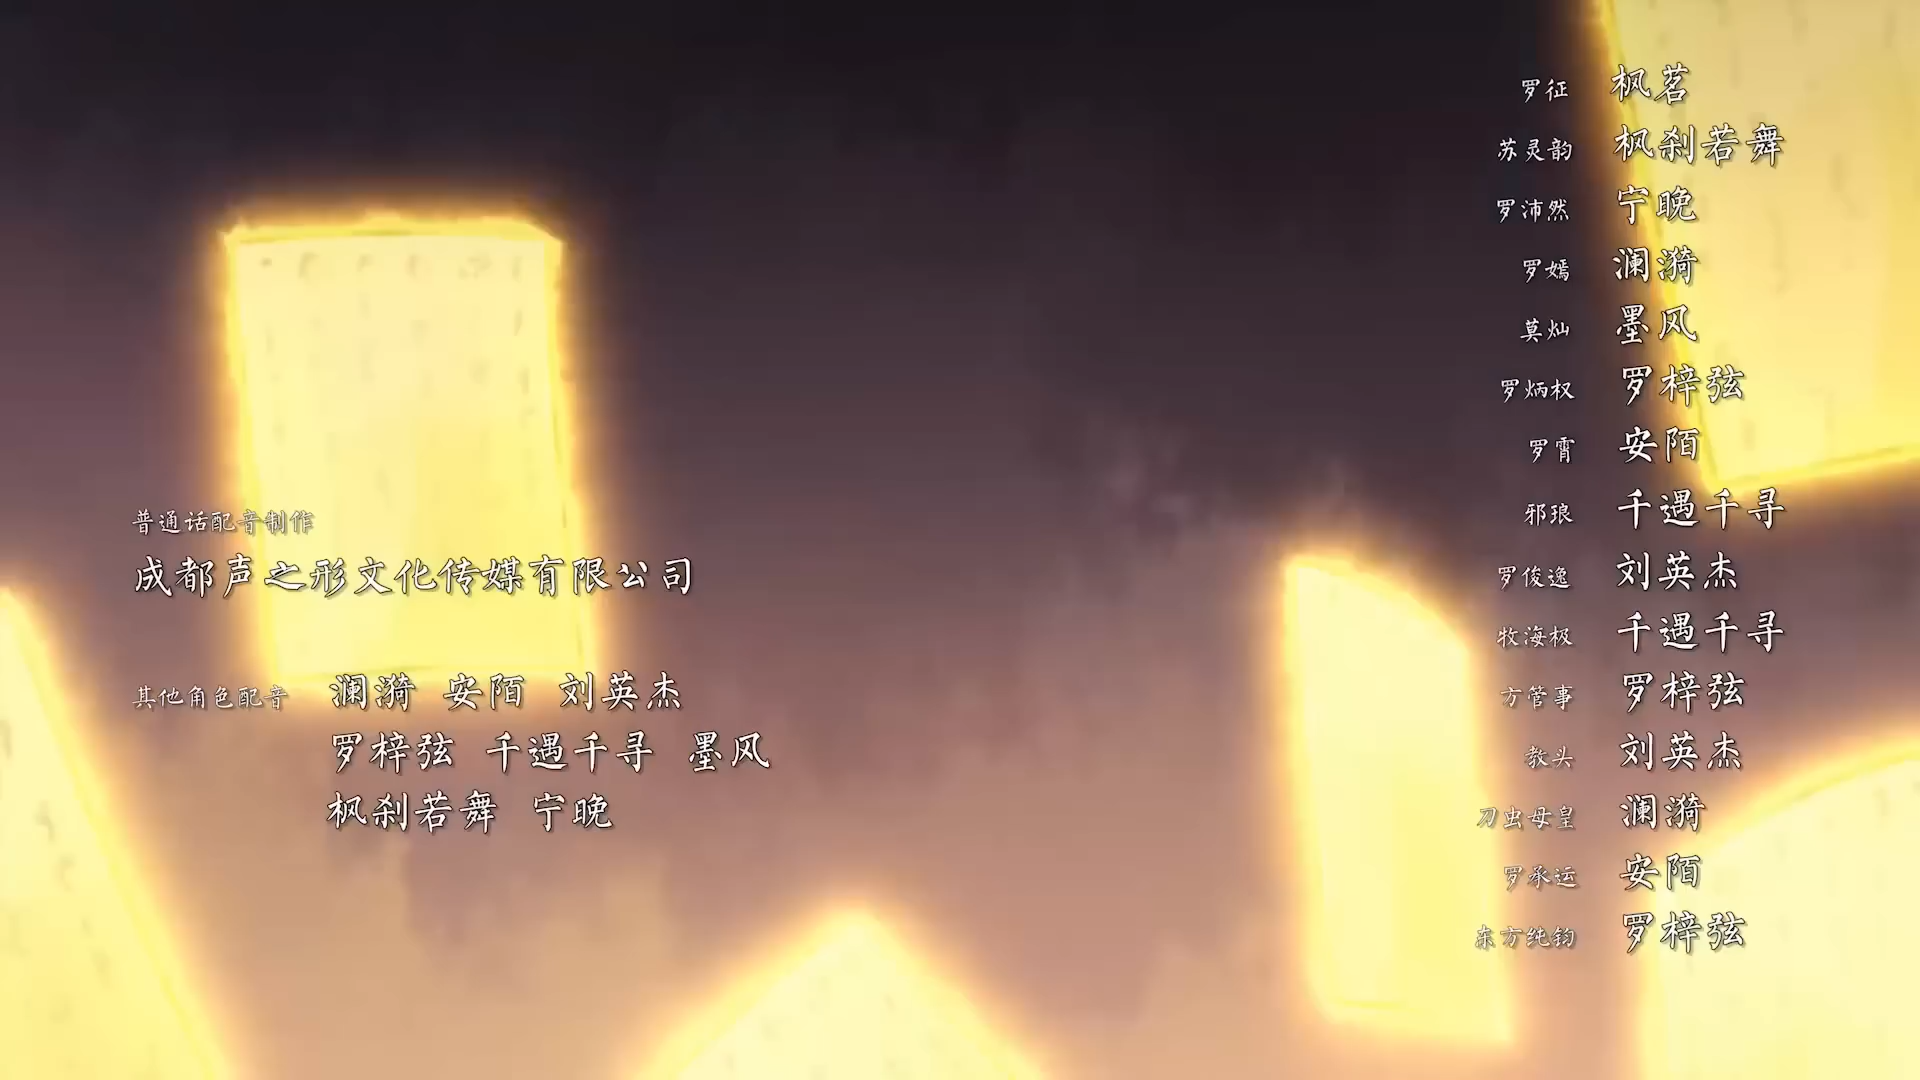 普通话配音制作
成都声之形文化传媒有限公司
其他角色配音 澜漪 安陌 刘英杰
罗梓弦 千遇千寻 墨风
枫刹若舞 宁晚
罗征 枫茗
苏灵韵 枫刹若舞
罗沛然 宁晚
罗嫣 澜漪
莫灿 墨风
罗炳权 罗梓弦
罗霄 安陌
邪琅 千遇千寻
罗俊逸 刘英杰
牧海极 千遇千寻
方管事 罗梓弦
教头 刘英杰
刀虫母皇 澜漪
罗承运 安陌
东方纯钧 罗梓弦